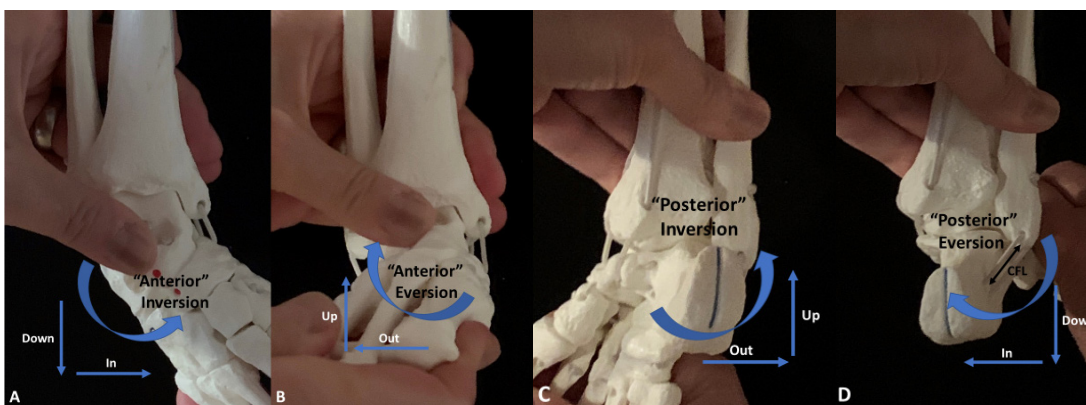 "Anterior"
Inversion
Down
In
A
"Anterior"
Eversion
Up
Out
B
"Posterior"
Inversion
Up
Out
C
"Posterior"
Eversion
CFL
Dow
In
D